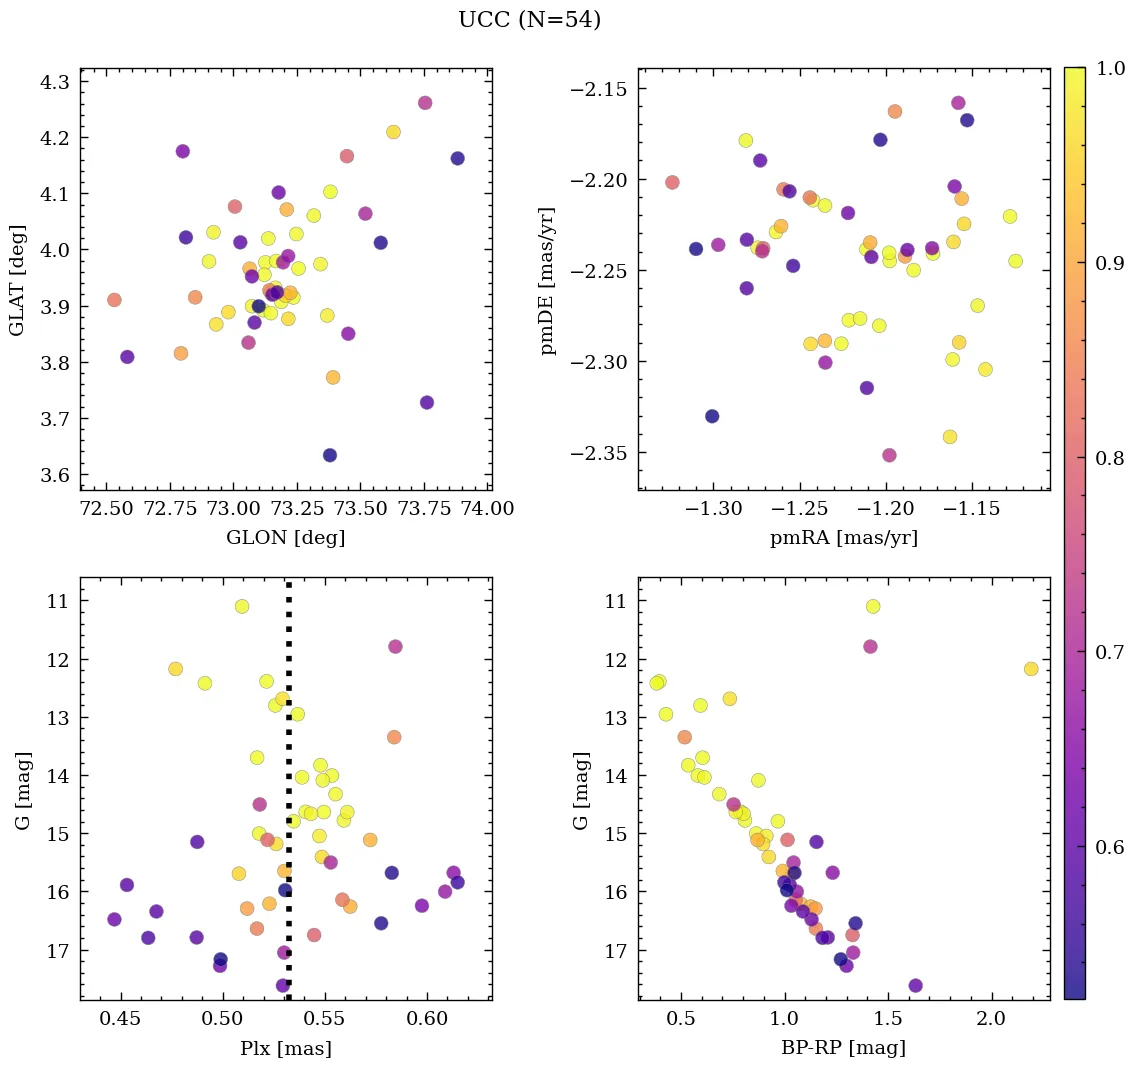 UCC (N=54)
4.3
4.2
4.1
4.0
3.9
3.8
3.7
3.6
GLAT [deg]
72.50 72.75 73.00 73.25 73.50 73.75 74.00
GLON [deg]
−2.15
−2.20
−2.25
−2.30
−2.35
pmDE [mas/yr]
−1.30 −1.25 −1.20 −1.15
pmRA [mas/yr]
1.0
0.9
0.8
0.7
0.6
11
12
13
14
15
16
17
G [mag]
0.45 0.50 0.55 0.60
Plx [mas]
11
12
13
14
15
16
17
G [mag]
0.5 1.0 1.5 2.0
BP-RP [mag]